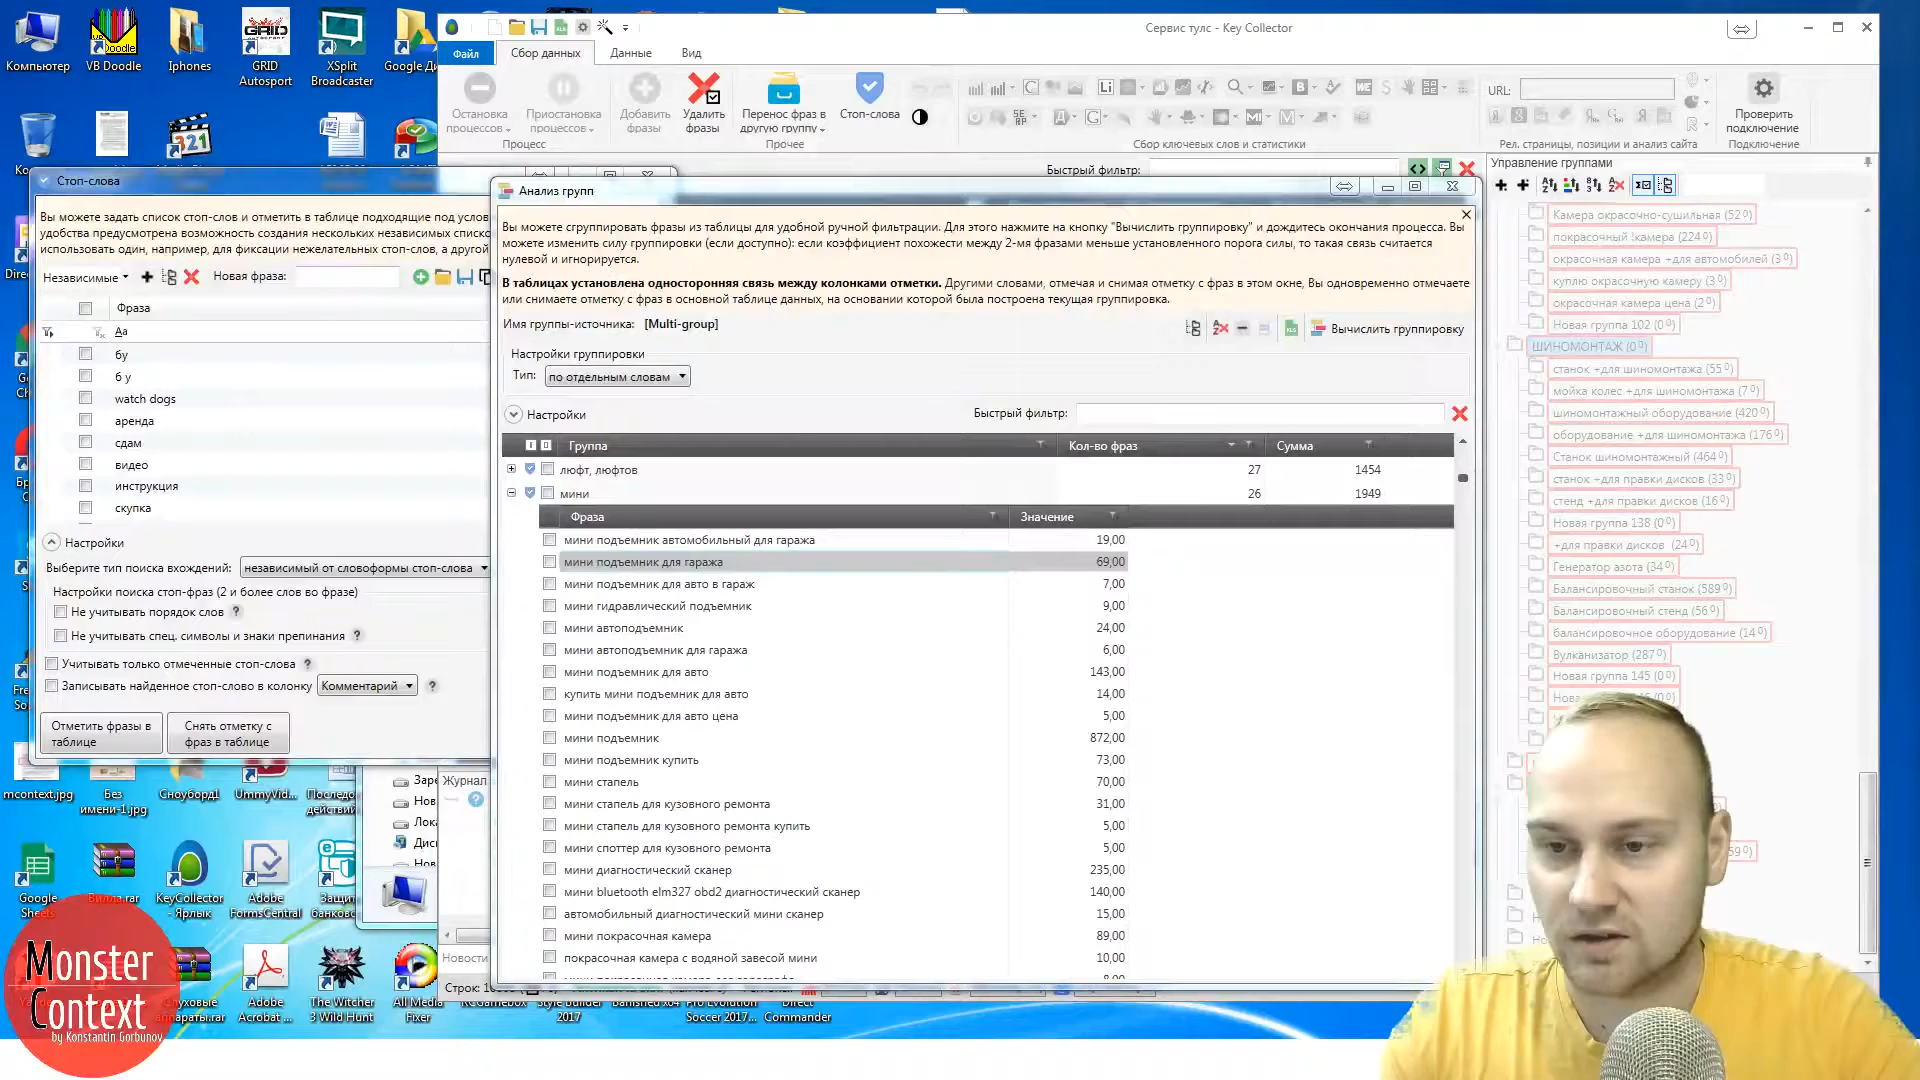 Компьютер
VB Doodle
Iphones
GRID
Autosport
XSplit
Broadcaster
Сервис тулс - Key Collector
Файл
Сбор данных
Данные
Вид
Остановка
процессов
Приостановка
процессов
Добавить
фразы
Удалить
фразы
Перенос фраз в
другую группу
Стоп-слова
URL:
Проверить
подключение
Процесс
Прочее
Сбор ключевых слов и статистики
Рел. страницы, позиции и анализ сайта
Подключение
Быстрый фильтр:
Управление группами
Стоп-слова
Вы можете задать список стоп-слов и отметить в таблице подходящие под услов
удобства предусмотрена возможность создания нескольких независимых списко
использовать один, например, для фиксации нежелательных стоп-слов, а другой
Независимые
Новая фраза:
Фраза
Aa
бу
б у
watch dogs
аренда
сдам
видео
инструкция
скупка
Настройки
Выберите тип поиска вхождений:
независимый от словоформы стоп-слова
Настройки поиска стоп-фраз (2 и более слов во фразе)
Не учитывать порядок слов ?
Не учитывать спец. символы и знаки препинания ?
Учитывать только отмеченные стоп-слова ?
Записывать найденное стоп-слово в колонку
Комментарий
?
Отметить фразы в
таблице
Снять отметку с
фраз в таблице
Анализ групп
Вы можете сгруппировать фразы из таблицы для удобной ручной фильтрации. Для этого нажмите на кнопку "Вычислить группировку" и дождитесь окончания процесса. Вы
можете изменить силу группировки (если доступно): если коэффициент похожести между 2-мя фразами меньше установленного порога силы, то такая связь считается
нулевой и игнорируется.
В таблицах установлена односторонняя связь между колонками отметки. Другими словами, отмечая и снимая отметку с фраз в этом окне, Вы одновременно отмечаете
или снимаете отметку с фраз в основной таблице данных, на основании которой была построена текущая группировка.
Имя группы-источника: [Multi-group]
Вычислить группировку
Настройки группировки
Тип:
по отдельным словам
Настройки
Быстрый фильтр:
Группа
Кол-во фраз
Сумма
люфт, люфтов 27 1454
мини 26 1949
Фраза
Значение
мини подъемник автомобильный для гаража 19,00
мини подъемник для гаража 69,00
мини подъемник для авто в гараж 7,00
мини гидравлический подъемник 9,00
мини автоподъемник 24,00
мини автоподъемник для гаража 6,00
мини подъемник для авто 143,00
купить мини подъемник для авто 14,00
мини подъемник для авто цена 5,00
мини подъемник 872,00
мини подъемник купить 73,00
мини стапель 70,00
мини стапель для кузовного ремонта 31,00
мини стапель для кузовного ремонта купить 5,00
мини споттер для кузовного ремонта 5,00
мини диагностический сканер 235,00
мини bluetooth elm327 obd2 диагностический сканер 140,00
автомобильный диагностический мини сканер 15,00
мини покрасочная камера 89,00
покрасочная камера с водяной завесой мини 10,00
Камера окрасочно-сушильная (52 0)
покрасочный !камера (224 0)
окрасочная камера +для автомобилей (3 0)
куплю окрасочную камеру (3 0)
окрасочная камера цена (2 0)
Новая группа 102 (0 0)
ШИНОМОНТАЖ (0 0)
станок +для шиномонтажа (55 0)
мойка колес +для шиномонтажа (7 0)
шиномонтажный оборудование (420 0)
оборудование +для шиномонтажа (176 0)
Станок шиномонтажный (464 0)
станок +для правки дисков (33 0)
стенд +для правки дисков (16 0)
Новая группа 138 (0 0)
+для правки дисков (24 0)
Генератор азота (34 0)
Балансировочный станок (589 0)
Балансировочный стенд (56 0)
балансировочное оборудование (14 0)
Вулканизатор (287 0)
Новая группа 145 (0 0)
mcontext.jpg
Без
имени-1.jpg
Сноуборд1
UmmyVid...
Журнал
Новости
Google
Sheets
Вилла.rar
KeyCollector
- Ярлык
Adobe
FormsCentral
Adobe
Acrobat ...
The Witcher
3 Wild Hunt
All Media
Fixer
2017
Soccer 2017...
Direct
Commander
Monster
Context
by Konstantin Gorbunov